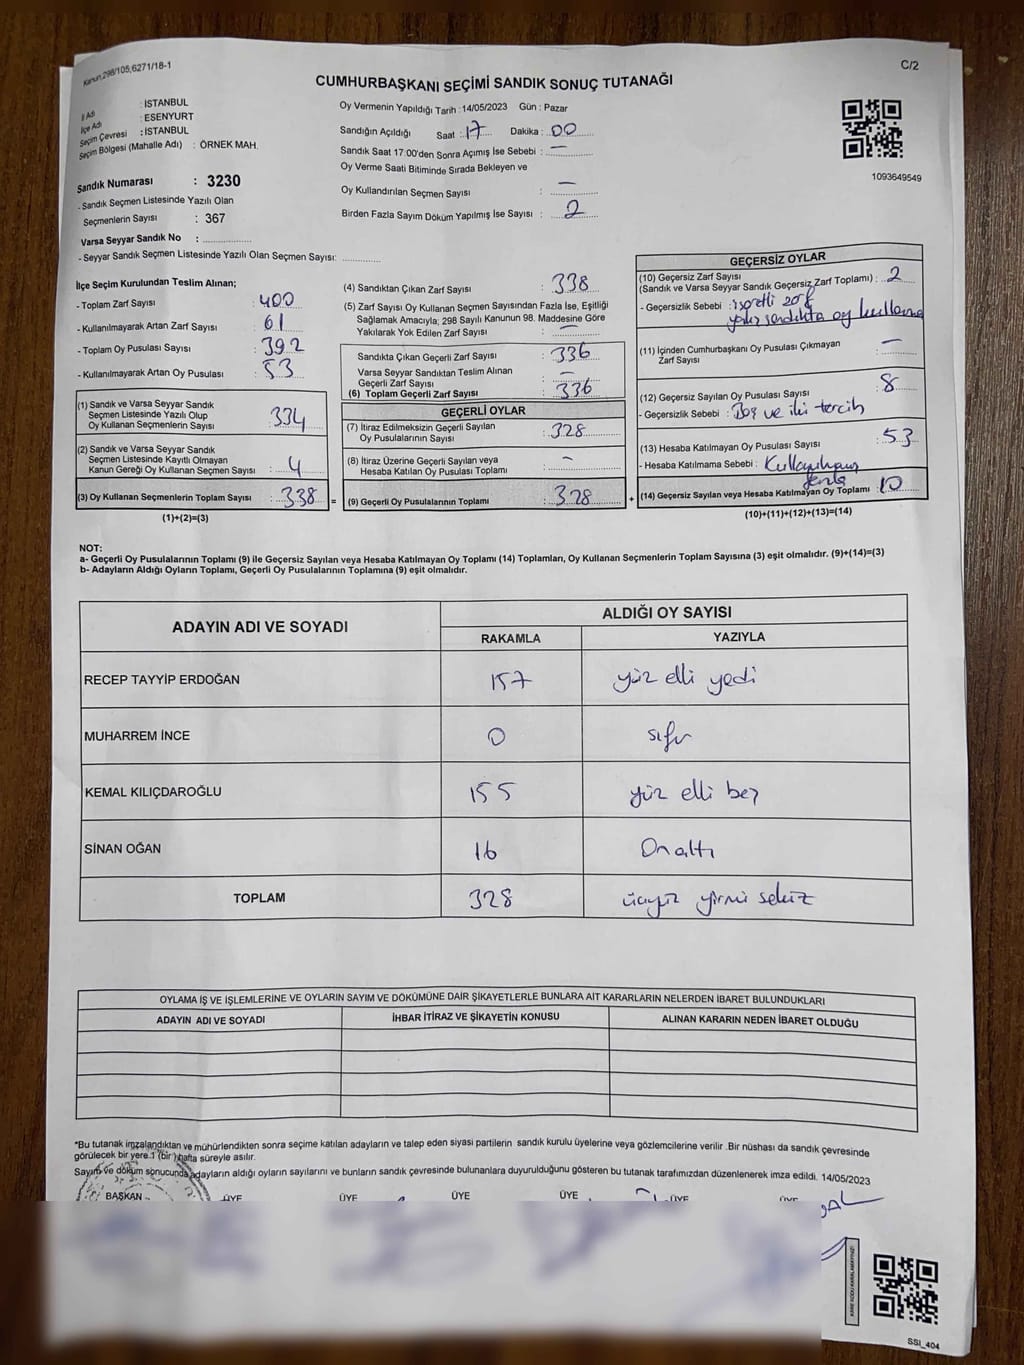 Kanun;298/105;6271/18-1
C/2
CUMHURBAŞKANI SEÇİMİ SANDIK SONUÇ TUTANAĞI
İl Adı : İSTANBUL
İlçe Adı : ESENYURT
Seçim Çevresi : İSTANBUL
Seçim Bölgesi (Mahalle Adı) : ÖRNEK MAH.
Sandık Numarası : 3230
- Sandık Seçmen Listesinde Yazılı Olan
Seçmenlerin Sayısı : 367
Varsa Seyyar Sandık No : ................
- Seyyar Sandık Seçmen Listesinde Yazılı Olan Seçmen Sayısı: ............
Oy Vermenin Yapıldığı Tarih : 14/05/2023 Gün : Pazar
Sandığın Açıldığı Saat : 17 Dakika : 00
Sandık Saat 17:00'den Sonra Açımış İse Sebebi : —
Oy Verme Saati Bitiminde Sırada Bekleyen ve
Oy Kullandırılan Seçmen Sayısı : —
Birden Fazla Sayım Döküm Yapılmış İse Sayısı : 2
1093649549
İlçe Seçim Kurulundan Teslim Alınan;
- Toplam Zarf Sayısı : 400
- Kullanılmayarak Artan Zarf Sayısı : 61
- Toplam Oy Pusulası Sayısı : 392
- Kullanılmayarak Artan Oy Pusulası : 53
(1) Sandık ve Varsa Seyyar Sandık
Seçmen Listesinde Yazılı Olup
Oy Kullanan Seçmenlerin Sayısı : 334
(2) Sandık ve Varsa Seyyar Sandık
Seçmen Listesinde Kayıtlı Olmayan
Kanun Gereği Oy Kullanan Seçmen Sayısı : 4
(3) Oy Kullanan Seçmenlerin Toplam Sayısı : 338 =
(1)+(2)=(3)
(4) Sandıktan Çıkan Zarf Sayısı : 338
(5) Zarf Sayısı Oy Kullanan Seçmen Sayısından Fazla İse, Eşitliği
Sağlamak Amacıyla; 298 Sayılı Kanunun 98. Maddesine Göre
Yakılarak Yok Edilen Zarf Sayısı : —
Sandıkta Çıkan Geçerli Zarf Sayısı : 336
Varsa Seyyar Sandıktan Teslim Alınan
Geçerli Zarf Sayısı : —
(6) Toplam Geçerli Zarf Sayısı : 336
GEÇERLİ OYLAR
(7) İtiraz Edilmeksizin Geçerli Sayılan
Oy Pusulalarının Sayısı : 328
(8) İtiraz Üzerine Geçerli Sayılan veya
Hesaba Katılan Oy Pusulası Toplamı : —
(9) Geçerli Oy Pusulalarının Toplamı : 328 +
GEÇERSİZ OYLAR
(10) Geçersiz Zarf Sayısı
(Sandık ve Varsa Seyyar Sandık Geçersiz Zarf Toplamı) : 2
- Geçersizlik Sebebi : işaretli zarf
yanlış sandıkta oy kullanma
(11) İçinden Cumhurbaşkanı Oy Pusulası Çıkmayan
Zarf Sayısı : —
(12) Geçersiz Sayılan Oy Pusulası Sayısı : 8
- Geçersizlik Sebebi : Boş ve iki tercih
(13) Hesaba Katılmayan Oy Pusulası Sayısı : 53
- Hesaba Katılmama Sebebi :
(14) Geçersiz Sayılan veya Hesaba Katılmayan Oy Toplamı : 10
(10)+(11)+(12)+(13)=(14)
NOT:
a- Geçerli Oy Pusulalarının Toplamı (9) ile Geçersiz Sayılan veya Hesaba Katılmayan Oy Toplamı (14) Toplamları, Oy Kullanan Seçmenlerin Toplam Sayısına (3) eşit olmalıdır. (9)+(14)=(3)
b- Adayların Aldığı Oyların Toplamı, Geçerli Oy Pusulalarının Toplamına (9) eşit olmalıdır.
ADAYIN ADI VE SOYADI
ALDIĞI OY SAYISI
RAKAMLA YAZIYLA
RECEP TAYYİP ERDOĞAN 157 yüz elli yedi
MUHARREM İNCE 0 sıfır
KEMAL KILIÇDAROĞLU 155 yüz elli beş
SİNAN OĞAN 16 Onaltı
TOPLAM 328 üçyüz yirmi sekiz
OYLAMA İŞ VE İŞLEMLERİNE VE OYLARIN SAYIM VE DÖKÜMÜNE DAİR ŞİKAYETLERLE BUNLARA AİT KARARLARIN NELERDEN İBARET BULUNDUKLARI
ADAYIN ADI VE SOYADI İHBAR İTİRAZ VE ŞİKAYETİN KONUSU ALINAN KARARIN NEDEN İBARET OLDUĞU
*Bu tutanak imzalandıktan ve mühürlendikten sonra seçime katılan adayların ve talep eden siyasi partilerin sandık kurulu üyelerine veya gözlemcilerine verilir .Bir nüshası da sandık çevresinde
görülecek bir yere 1 (bir) hafta süreyle asılır.
Sayım ve döküm sonucunda adayların aldığı oyların sayılarını ve bunların sandık çevresinde bulunanlara duyurulduğunu gösteren bu tutanak tarafımızdan düzenlenerek imza edildi. 14/05/2023
BAŞKAN ÜYE ÜYE ÜYE ÜYE ÜYE ÜYE
SSI_404